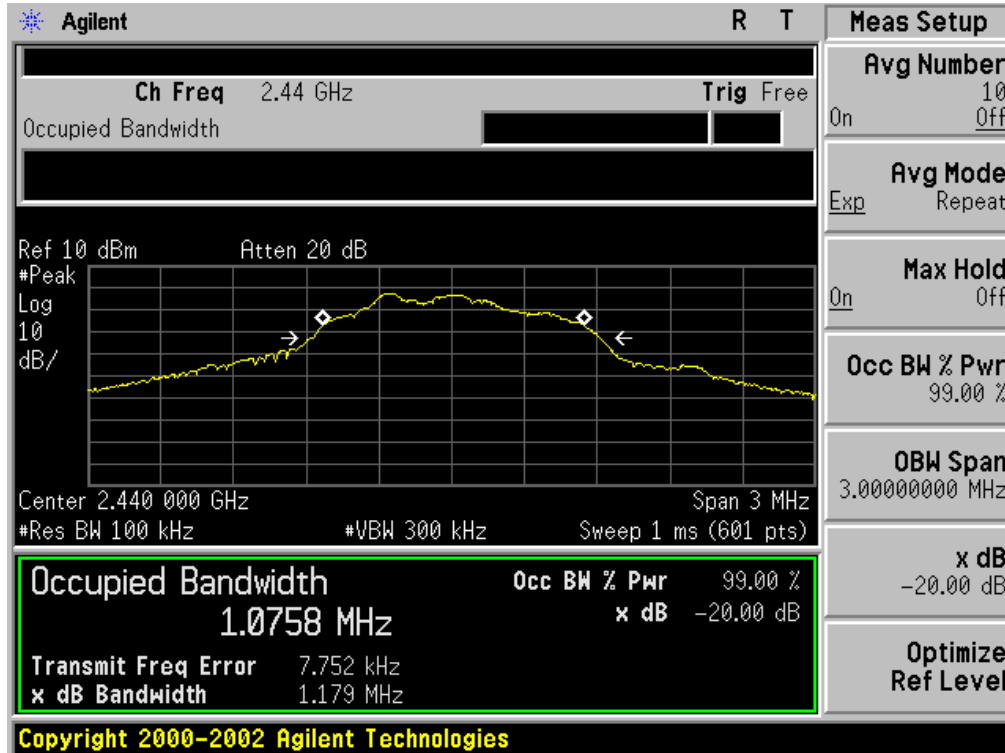 Agilent R T
Ch Freq 2.44 GHz Trig Free
Occupied Bandwidth
Ref 10 dBm Atten 20 dB
#Peak
Log
10
dB/
Center 2.440 000 GHz Span 3 MHz
#Res BW 100 kHz #VBW 300 kHz Sweep 1 ms (601 pts)
Occupied Bandwidth Occ BW % Pwr 99.00 %
1.0758 MHz x dB -20.00 dB
Transmit Freq Error 7.752 kHz
x dB Bandwidth 1.179 MHz
Copyright 2000-2002 Agilent Technologies
Meas Setup
Avg Number
10
On Off
Avg Mode
Exp Repeat
Max Hold
On Off
Occ BW % Pwr
99.00 %
OBW Span
3.00000000 MHz
x dB
-20.00 dB
Optimize
Ref Level